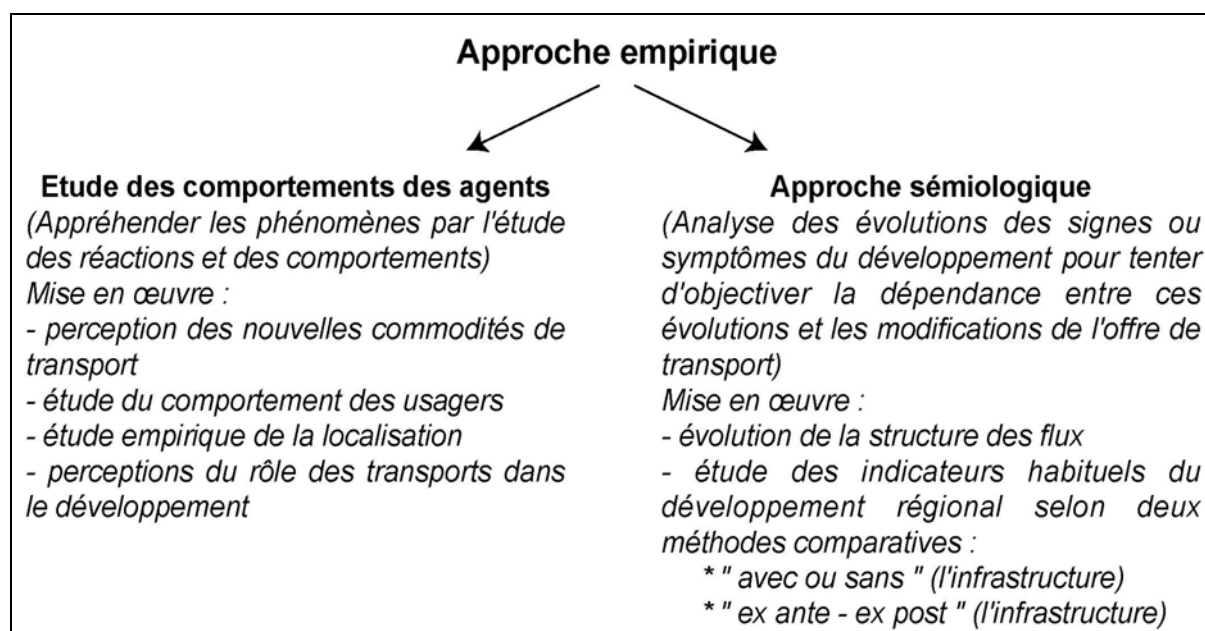 Approche empirique
Etude des comportements des agents
(Appréhender les phénomènes par l'étude
des réactions et des comportements)
Mise en œuvre :
- perception des nouvelles commodités de
transport
- étude du comportement des usagers
- étude empirique de la localisation
- perceptions du rôle des transports dans
le développement
Approche sémiologique
(Analyse des évolutions des signes ou
symptômes du développement pour tenter
d'objectiver la dépendance entre ces
évolutions et les modifications de l'offre de
transport)
Mise en œuvre :
- évolution de la structure des flux
- étude des indicateurs habituels du
développement régional selon deux
méthodes comparatives :
* " avec ou sans " (l'infrastructure)
* " ex ante - ex post " (l'infrastructure)